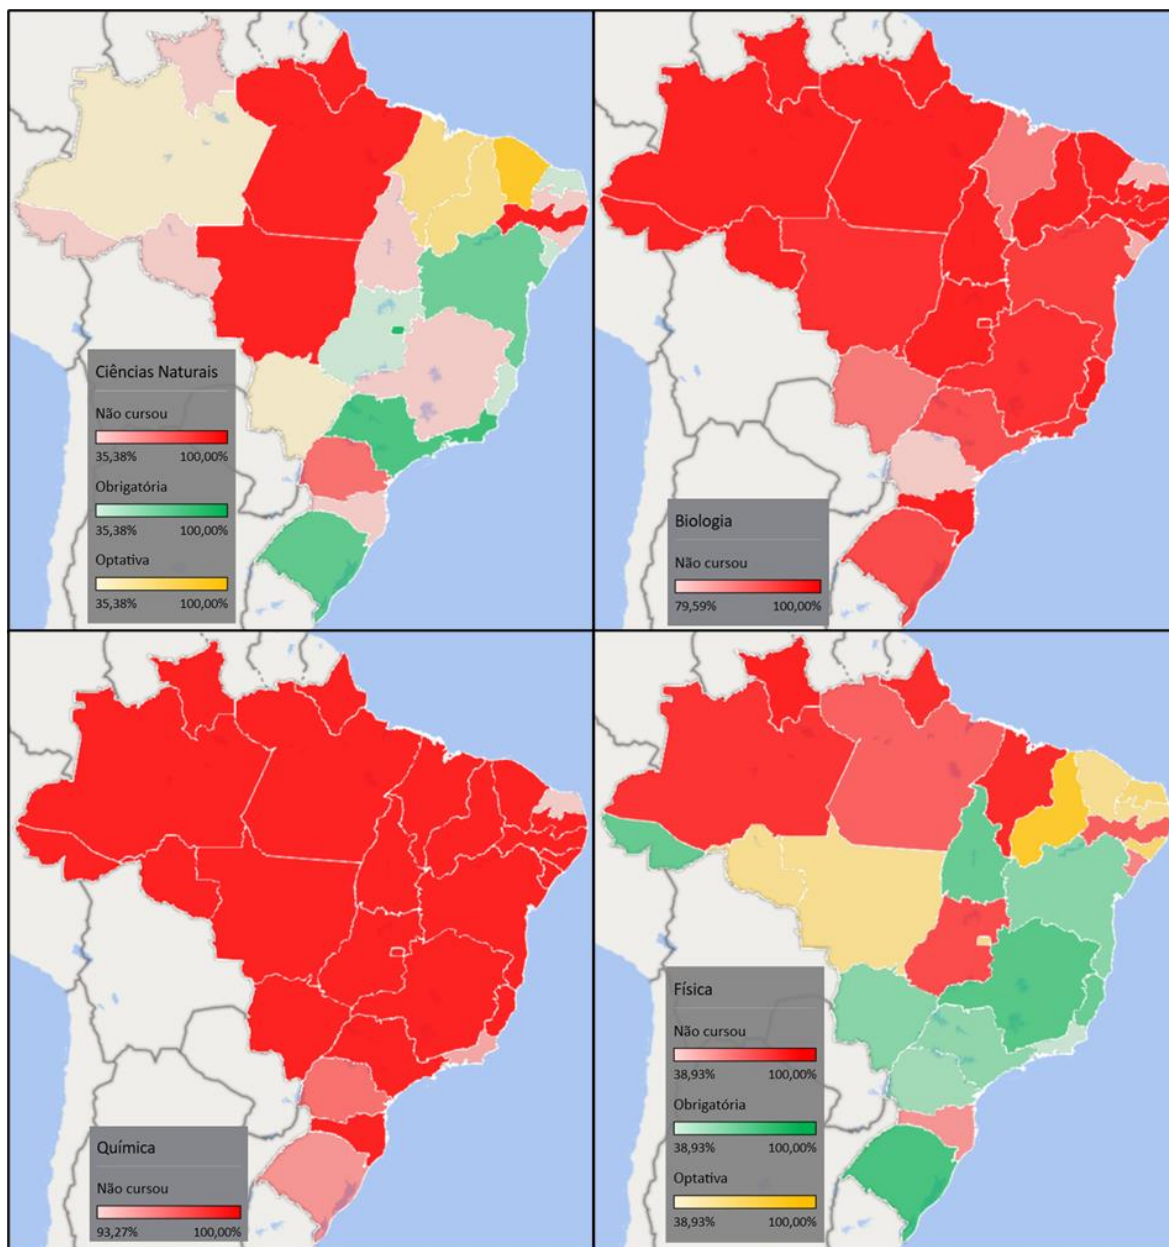 Ciências Naturais
Não cursou
35,38% 100,00%
Obrigatória
35,38% 100,00%
Optativa
35,38% 100,00%
Biologia
Não cursou
79,59% 100,00%
Química
Não cursou
93,27% 100,00%
Física
Não cursou
38,93% 100,00%
Obrigatória
38,93% 100,00%
Optativa
38,93% 100,00%